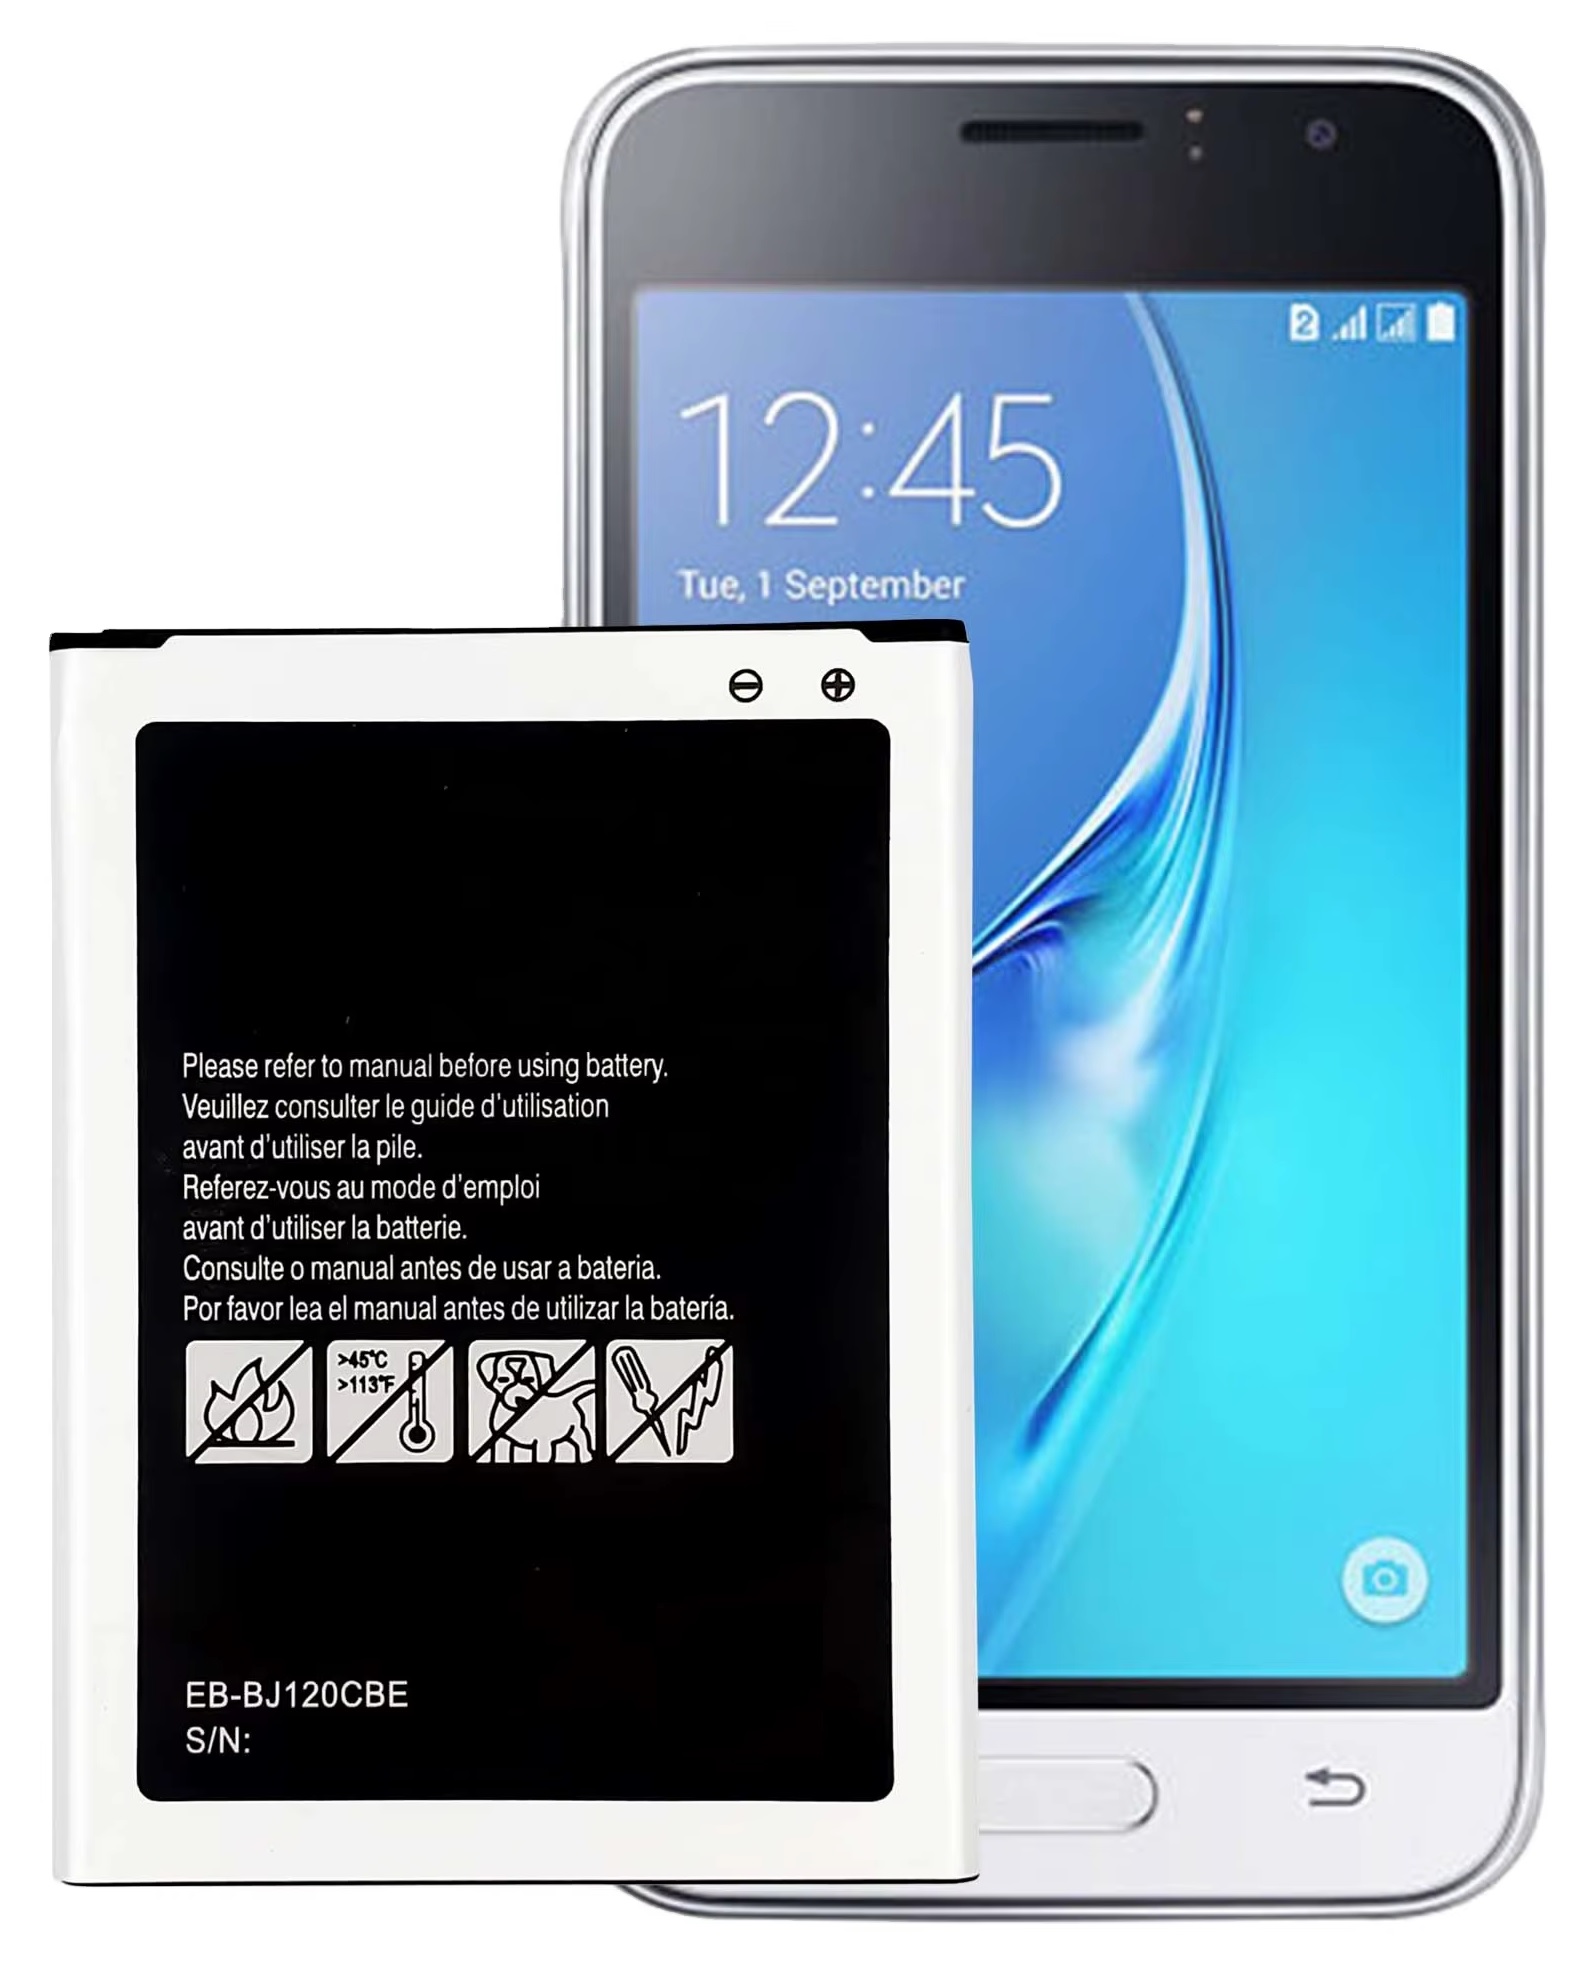 2
12:45
Tue, 1 September
Please refer to manual before using battery.
Veuillez consulter le guide d'utilisation
avant d'utiliser la pile.
Referez-vous au mode d'emploi
avant d'utiliser la batterie.
Consulte o manual antes de usar a bateria.
Por favor lea el manual antes de utilizar la batería.
>45°C
>113°F
EB-BJ120CBE
S/N: